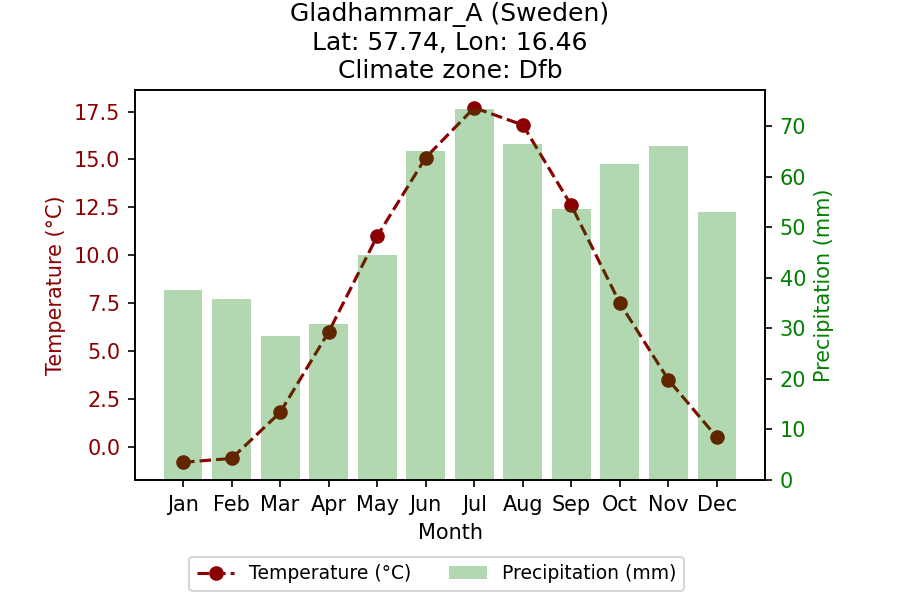 Gladhammar_A (Sweden)
Lat: 57.74, Lon: 16.46
Climate zone: Dfb
Temperature (°C)
17.5
15.0
12.5
10.0
7.5
5.0
2.5
0.0
Precipitation (mm)
70
60
50
40
30
20
10
0
Jan Feb Mar Apr May Jun Jul Aug Sep Oct Nov Dec
Month
Temperature (°C) Precipitation (mm)